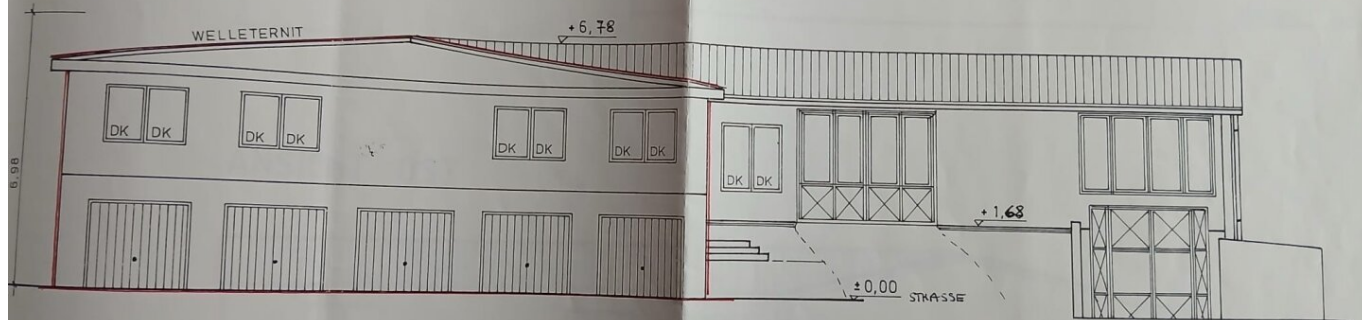 WELLETERNIT
+6,78
DK DK
DK DK
DK DK
DK DK
DK DK
6.98
+1,68
±0,00 STRASSE